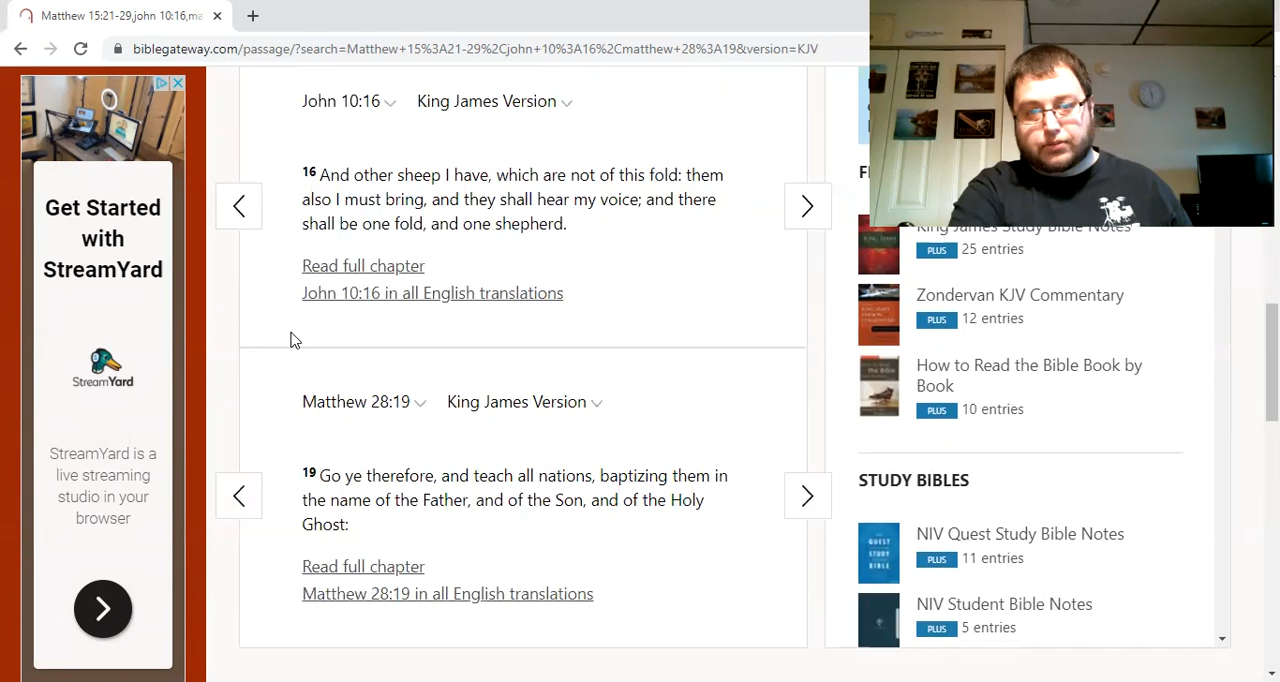 Matthew 15:21-29,john 10:16,ma
biblegateway.com/passage/?search=Matthew+15%3A21-29%2Cjohn+10%3A16%2Cmatthew+28%3A19&version=KJV
Get Started
with
StreamYard
StreamYard
StreamYard is a
live streaming
studio in your
browser
John 10:16
King James Version
16 And other sheep I have, which are not of this fold: them
also I must bring, and they shall hear my voice; and there
shall be one fold, and one shepherd.
Read full chapter
John 10:16 in all English translations
Matthew 28:19
King James Version
19 Go ye therefore, and teach all nations, baptizing them in
the name of the Father, and of the Son, and of the Holy
Ghost:
Read full chapter
Matthew 28:19 in all English translations
King James Study Bible Notes
PLUS 25 entries
Zondervan KJV Commentary
PLUS 12 entries
How to Read the Bible Book by
Book
PLUS 10 entries
STUDY BIBLES
NIV Quest Study Bible Notes
PLUS 11 entries
NIV Student Bible Notes
PLUS 5 entries